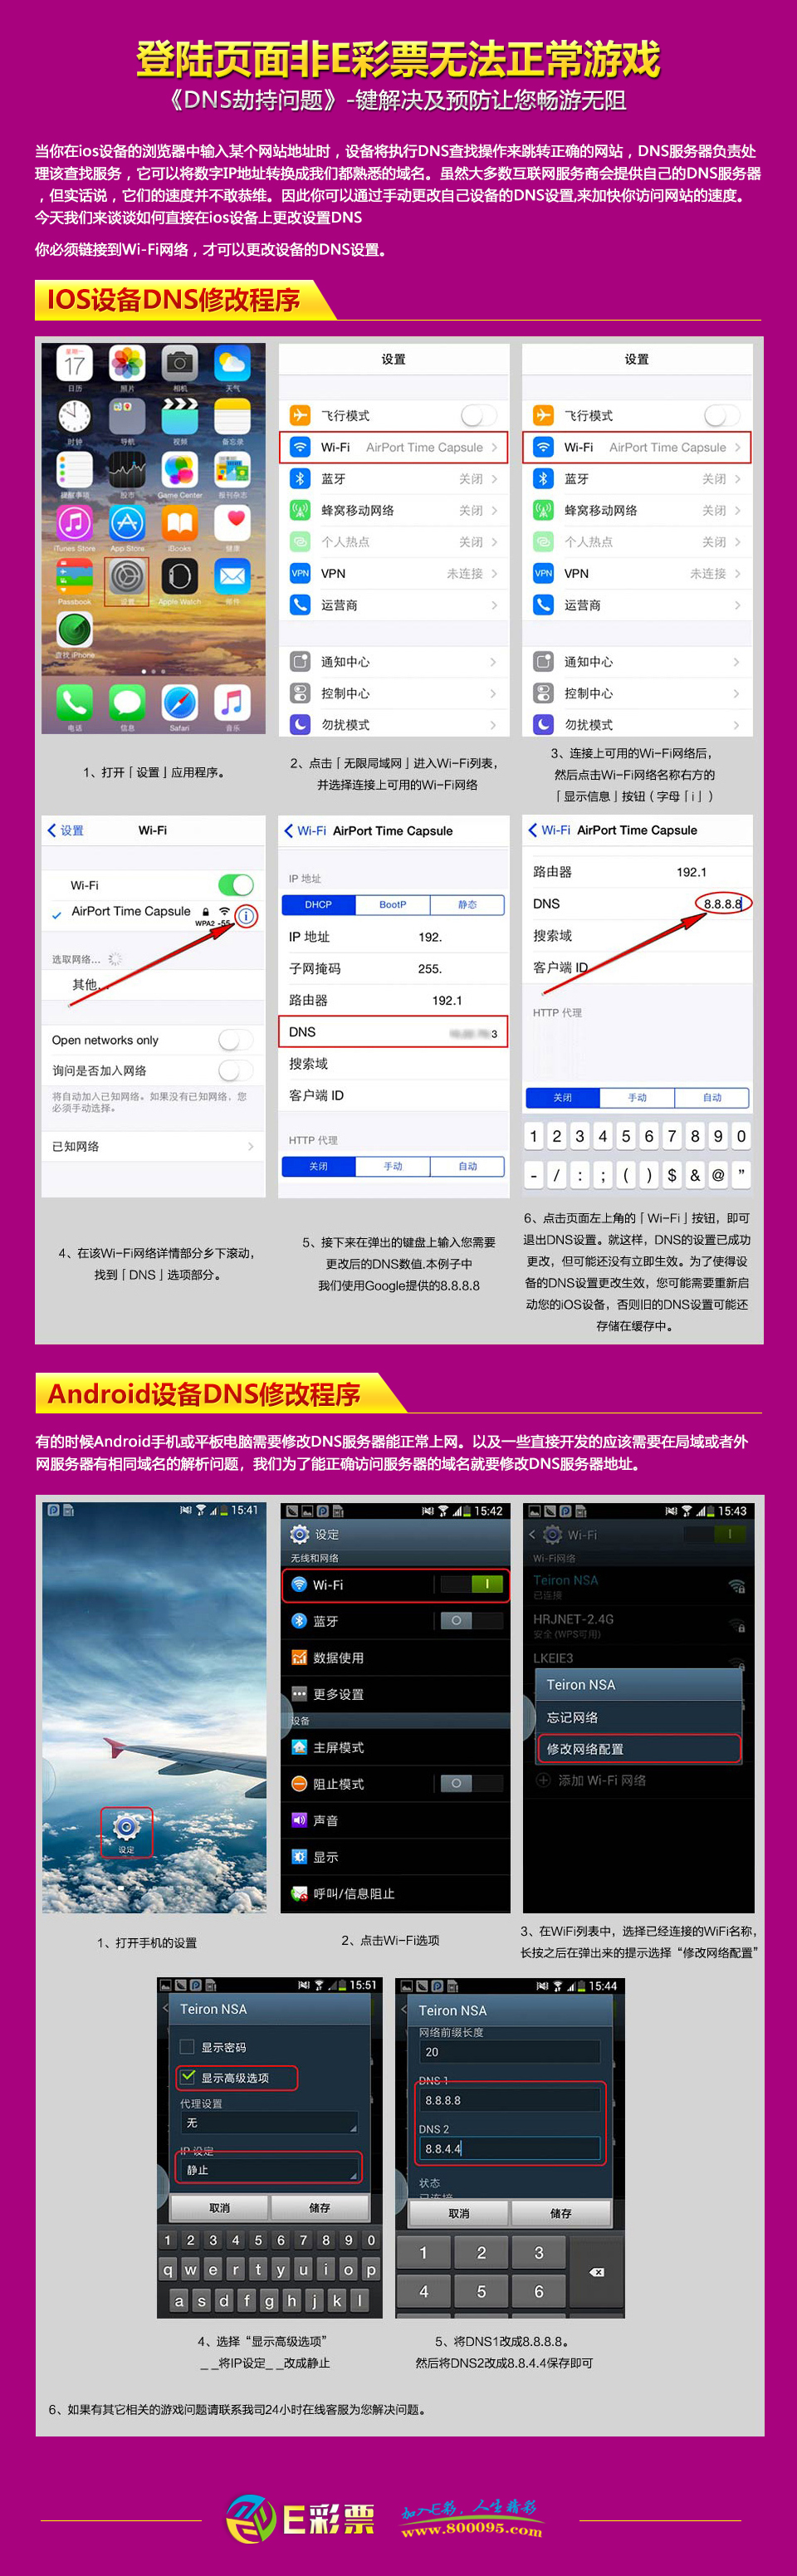 登陆页面非E彩票无法正常游戏
《DNS劫持问题》-键解决及预防让您畅游无阻
当你在ios设备的浏览器中输入某个网站地址时，设备将执行DNS查找操作来跳转正确的网站，DNS服务器负责处
理该查找服务，它可以将数字IP地址转换成我们都熟悉的域名。虽然大多数互联网服务商会提供自己的DNS服务器
，但实话说，它们的速度并不敢恭维。因此你可以通过手动更改自己设备的DNS设置,来加快你访问网站的速度。
今天我们来谈谈如何直接在ios设备上更改设置DNS
你必须链接到Wi-Fi网络，才可以更改设备的DNS设置。
IOS设备DNS修改程序
星期一
17
日历
照片
相机
天气
时钟
导航
视频
备忘录
提醒事项
股市
Game Center
报刊杂志
iTunes Store
App Store
iBooks
健康
Passbook
设置
Apple Watch
邮件
查找 iPhone
电话
信息
Safari
音乐
1、打开「设置」应用程序。
设置
飞行模式
Wi-Fi AirPort Time Capsule
蓝牙 关闭
蜂窝移动网络 关闭
个人热点 关闭
VPN VPN 未连接
运营商
通知中心
控制中心
勿扰模式
2、点击「无限局域网」进入Wi-Fi列表，
并选择连接上可用的Wi-Fi网络
设置
飞行模式
Wi-Fi AirPort Time Capsule
蓝牙 关闭
蜂窝移动网络 关闭
个人热点 关闭
VPN VPN 未连接
运营商
通知中心
控制中心
勿扰模式
3、连接上可用的Wi-Fi网络后，
然后点击Wi-Fi网络名称右方的
「显示信息」按钮（字母「i」）
设置 Wi-Fi
Wi-Fi
AirPort Time Capsule
WPA2 -55
选取网络...
其他...
Open networks only
询问是否加入网络
将自动加入已知网络。如果没有已知网络，您
必须手动选择。
已知网络
4、在该Wi-Fi网络详情部分乡下滚动，
找到「DNS」选项部分。
Wi-Fi AirPort Time Capsule
IP 地址
DHCP BootP 静态
IP 地址 192.
子网掩码 255.
路由器 192.1
DNS 3
搜索域
客户端 ID
HTTP 代理
关闭 手动 自动
5、接下来在弹出的键盘上输入您需要
更改后的DNS数值.本例子中
我们使用Google提供的8.8.8.8
Wi-Fi AirPort Time Capsule
路由器 192.1
DNS 8.8.8.8
搜索域
客户端 ID
HTTP 代理
关闭 手动 自动
1 2 3 4 5 6 7 8 9 0
- / : ; ( ) $ & @ "
6、点击页面左上角的「Wi-Fi」按钮，即可
退出DNS设置。就这样，DNS的设置已成功
更改，但可能还没有立即生效。为了使得设
备的DNS设置更改生效，您可能需要重新启
动您的iOS设备，否则旧的DNS设置可能还
存储在缓存中。
Android设备DNS修改程序
有的时候Android手机或平板电脑需要修改DNS服务器能正常上网。以及一些直接开发的应该需要在局域或者外
网服务器有相同域名的解析问题，我们为了能正确访问服务器的域名就要修改DNS服务器地址。
15:41
设定
1、打开手机的设置
15:42
设定
无线和网络
Wi-Fi
蓝牙
数据使用
更多设置
设备
主屏模式
阻止模式
声音
显示
呼叫/信息阻止
2、点击Wi-Fi选项
15:43
Wi-Fi
Wi-Fi网络
Teiron NSA
已连接
HRJNET-2.4G
安全 (WPS可用)
LKEIE3
Teiron NSA
忘记网络
修改网络配置
添加 Wi-Fi 网络
3、在WiFi列表中，选择已经连接的WiFi名称，
长按之后在弹出来的提示选择“修改网络配置”
15:51
Teiron NSA
显示密码
显示高级选项
代理设置
无
IP 设定
静止
取消 储存
1 2 3 4 5 6 7 8 9 0
q w e r t y u i o p
a s d f g h j k l
4、选择“显示高级选项”
_ _将IP设定_ _改成静止
15:44
Teiron NSA
网络前缀长度
20
DNS 1
8.8.8.8
DNS 2
8.8.4.4
状态
已连接
取消 储存
1 2 3
4 5 6
5、将DNS1改成8.8.8.8。
然后将DNS2改成8.8.4.4保存即可
6、如果有其它相关的游戏问题请联系我司24小时在线客服为您解决问题。
E彩票
加入E彩，人生精彩
www.800095.com